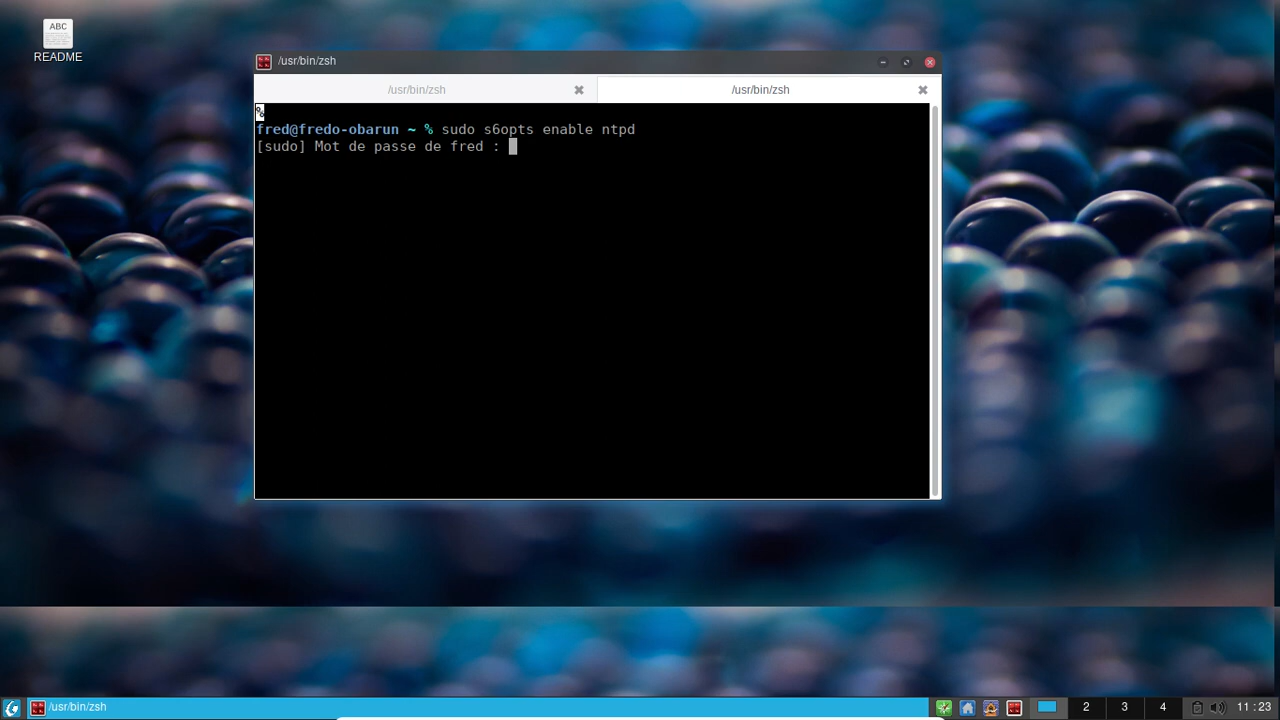 ABC
README
/usr/bin/zsh
/usr/bin/zsh
/usr/bin/zsh
%
fred@fredo-obarun ~ % sudo s6opts enable ntpd
[sudo] Mot de passe de fred :
/usr/bin/zsh
2 3 4 11:23